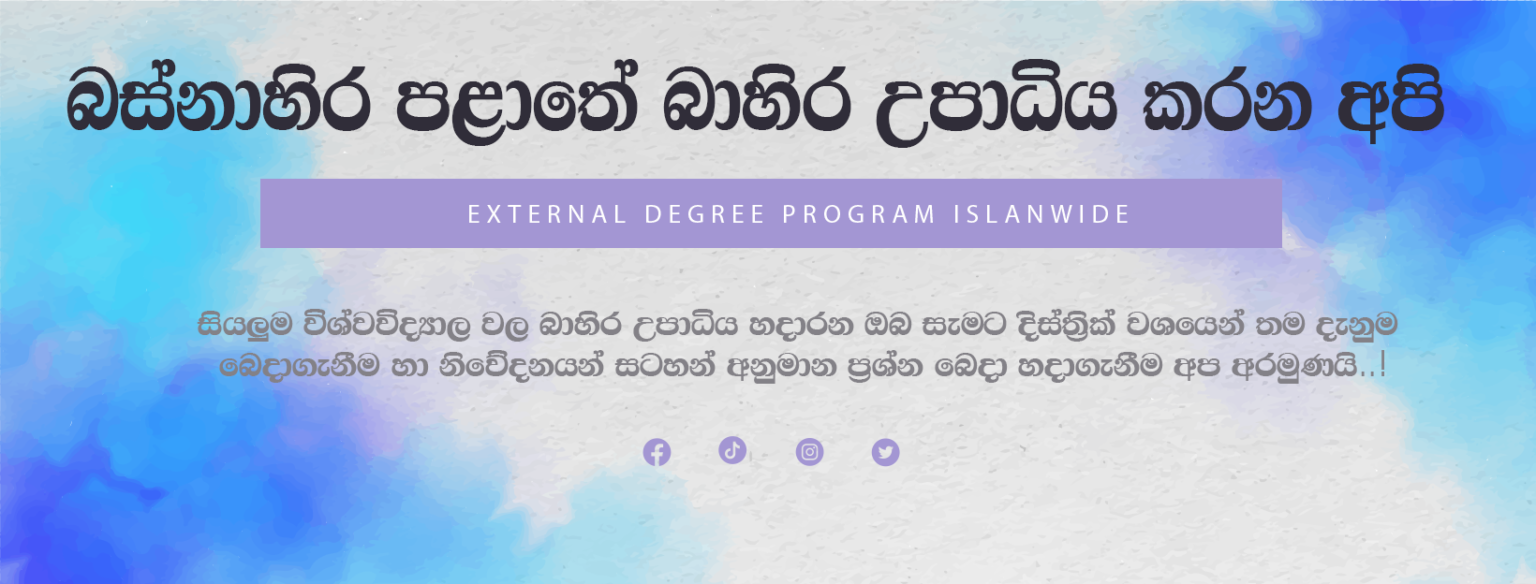 බස්නාහිර පළාතේ බාහිර උපාධිය කරන අපි
EXTERNAL DEGREE PROGRAM ISLANWIDE
සියලුම විශ්වවිද්‍යාල වල බාහිර උපාධිය හදාරන ඔබ සැමට දිස්ත්‍රික් වශයෙන් තම දැනුම
බෙදාගැනීම හා නිවේදනයන් සටහන් අනුමාන ප්‍රශ්න බෙදා හදාගැනීම අප අරමුණයි..!